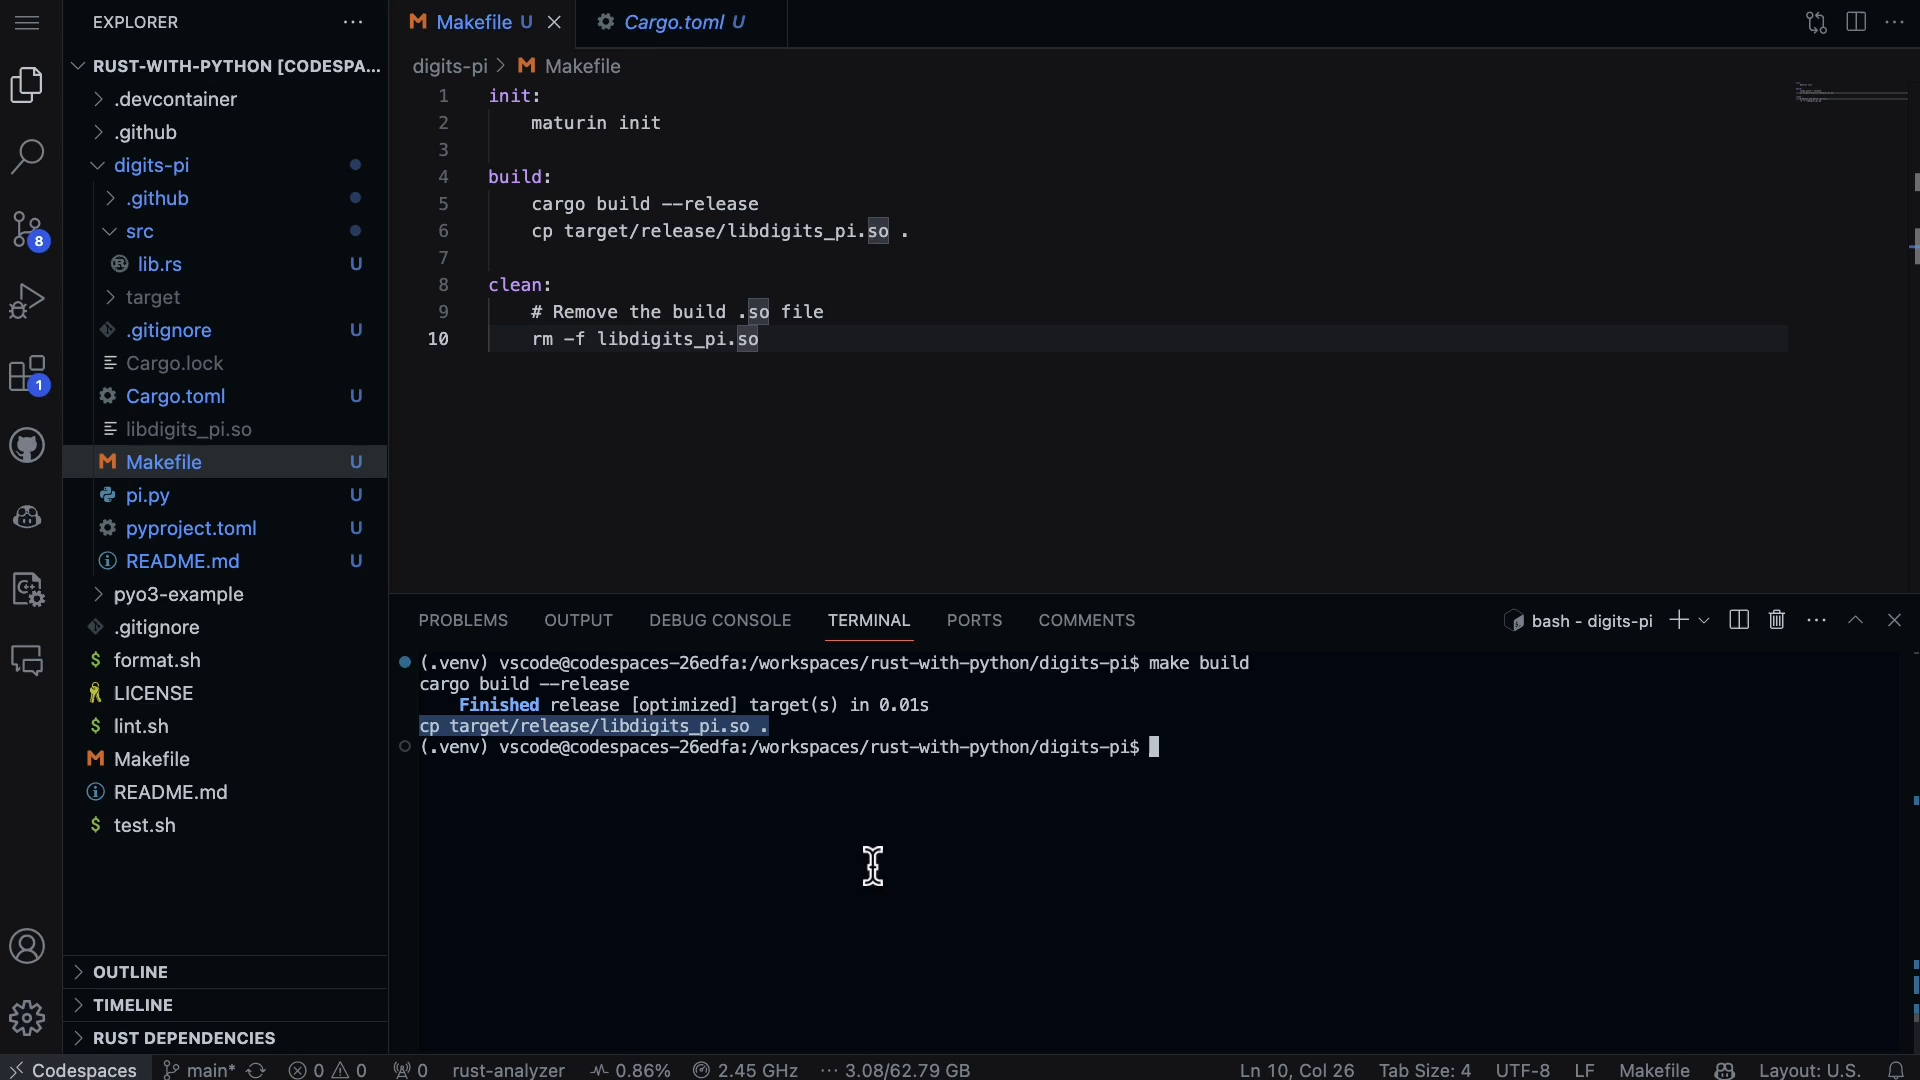 EXPLORER
RUST-WITH-PYTHON [CODESPA...
.devcontainer
.github
digits-pi
.github
src
lib.rs U
target
.gitignore U
Cargo.lock
Cargo.toml U
libdigits_pi.so
Makefile U
pi.py U
pyproject.toml U
README.md U
pyo3-example
.gitignore
$ format.sh
LICENSE
$ lint.sh
Makefile
README.md
$ test.sh
OUTLINE
TIMELINE
RUST DEPENDENCIES
8
1
Makefile U
Cargo.toml U
digits-pi > Makefile
1 init:
2 maturin init
3
4 build:
5 cargo build --release
6 cp target/release/libdigits_pi.so .
7
8 clean:
9 # Remove the build .so file
10 rm -f libdigits_pi.so
PROBLEMS OUTPUT DEBUG CONSOLE TERMINAL PORTS COMMENTS
bash - digits-pi
(.venv) vscode@codespaces-26edfa:/workspaces/rust-with-python/digits-pi$ make build
cargo build --release
Finished release [optimized] target(s) in 0.01s
cp target/release/libdigits_pi.so .
(.venv) vscode@codespaces-26edfa:/workspaces/rust-with-python/digits-pi$
Codespaces main* 0 0 0 rust-analyzer 0.86% 2.45 GHz 3.08/62.79 GB Ln 10, Col 26 Tab Size: 4 UTF-8 LF Makefile Layout: U.S.